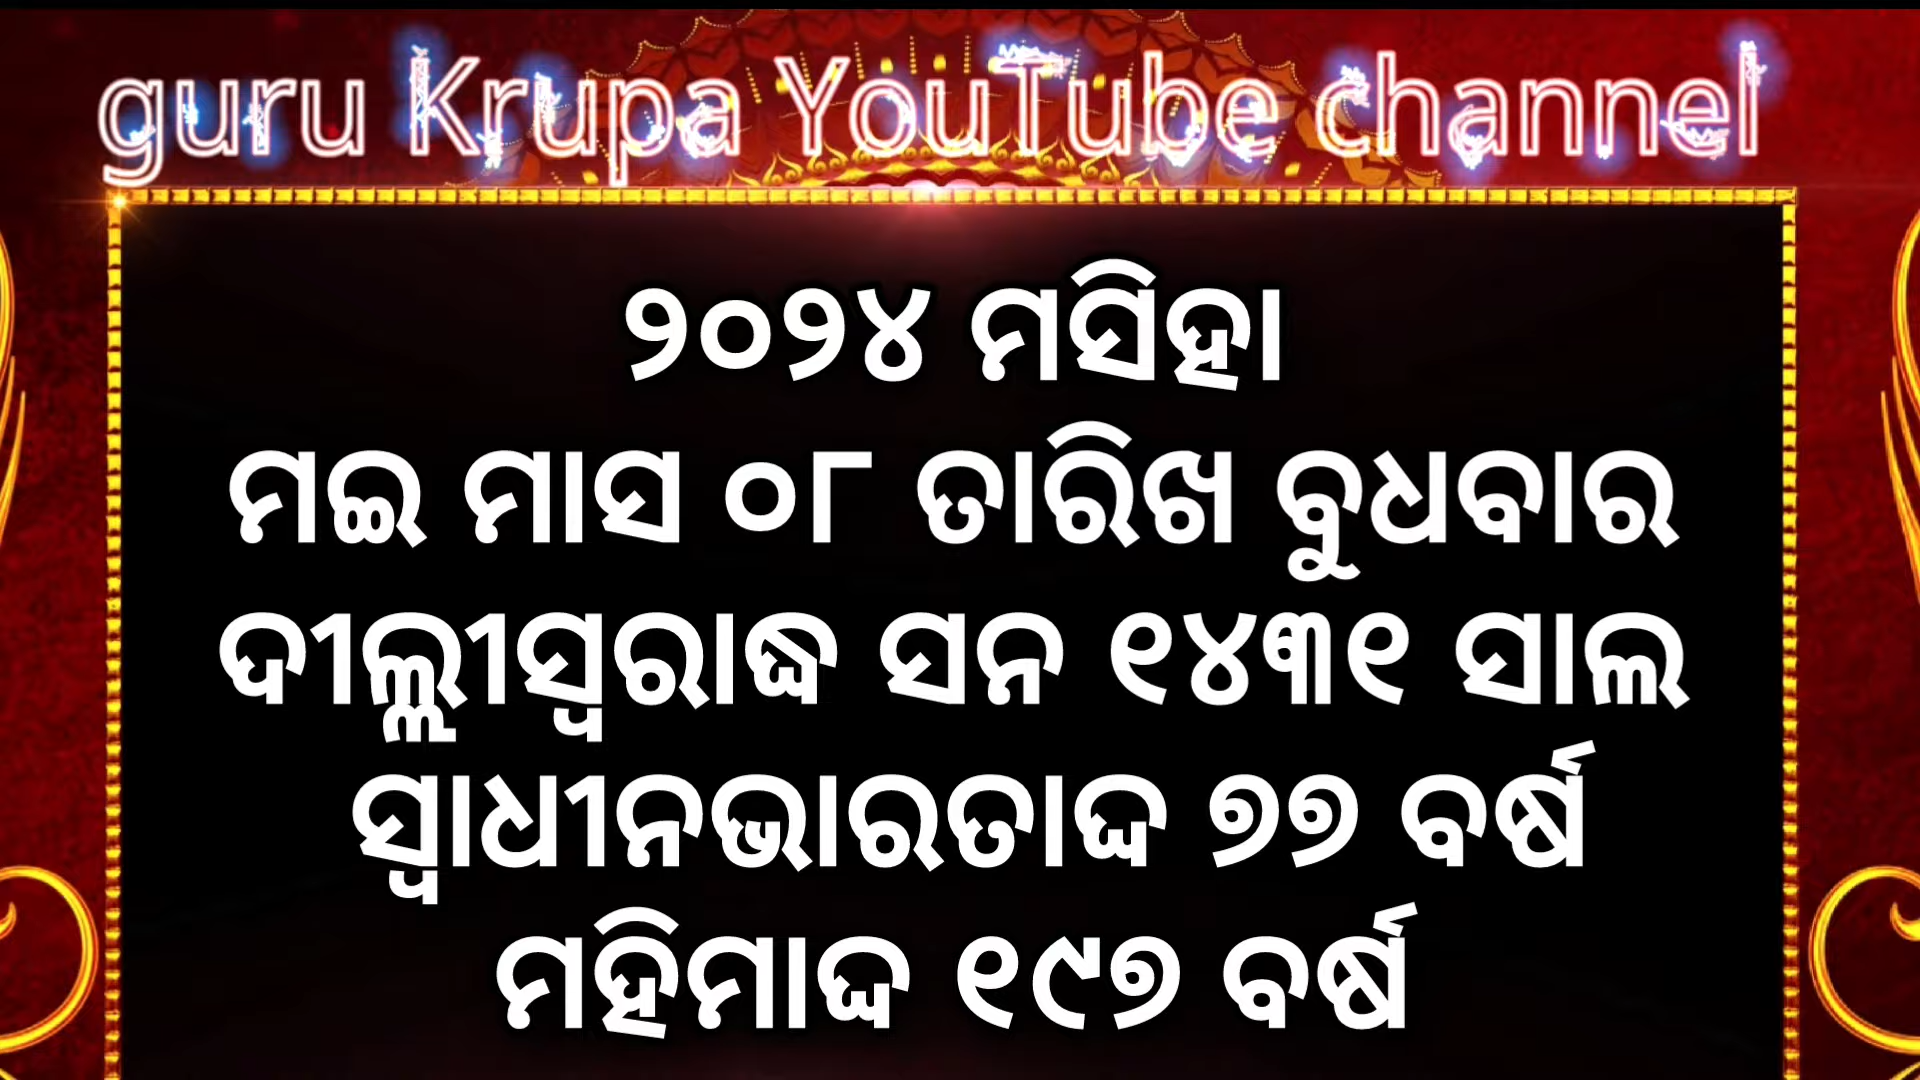 guru Krupa YouTube channel
୨୦୨୪ ମସିହା
ମଇ ମାସ ୦୮ ତାରିଖ ବୁଧବାର
ଦୀଲ୍ଲୀସ୍ୱରାଦ୍ଧ ସନ ୧୪୩୧ ସାଲ
ସ୍ୱାଧୀନଭାରତାଦ୍ଦ ୭୭ ବର୍ଷ
ମହିମାଦ୍ଦ ୧୯୭ ବର୍ଷ